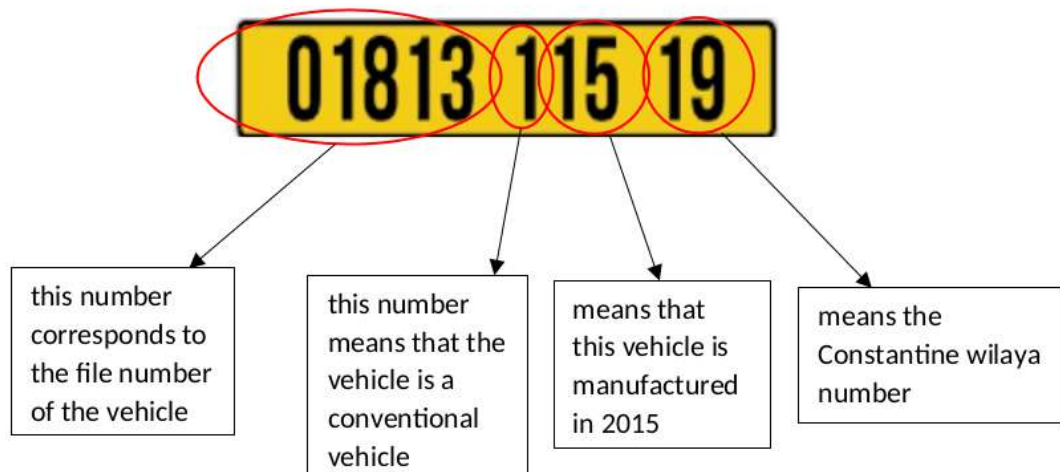 01813 115 19
this number
corresponds to
the file number
of the vehicle
this number
means that the
vehicle is a
conventional
vehicle
means that
this vehicle is
manufactured
in 2015
means the
Constantine wilaya
number